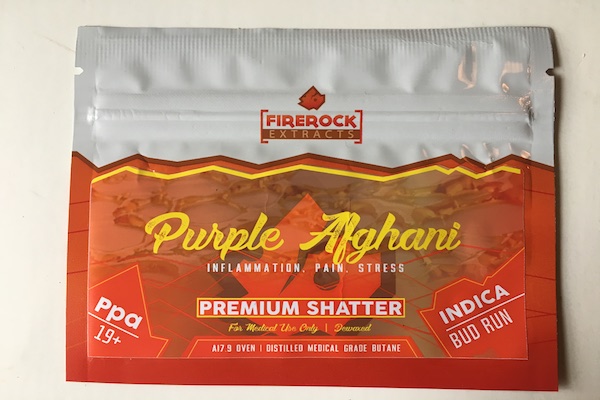 FIREROCK
EXTRACTS
Purple Afghani
INFLAMMATION. PAIN. STRESS
PREMIUM SHATTER
For Medical Use Only | Dewaxed
A17.9 OVEN | DISTILLED MEDICAL GRADE BUTANE
Ppa
19+
INDICA
BUD RUN